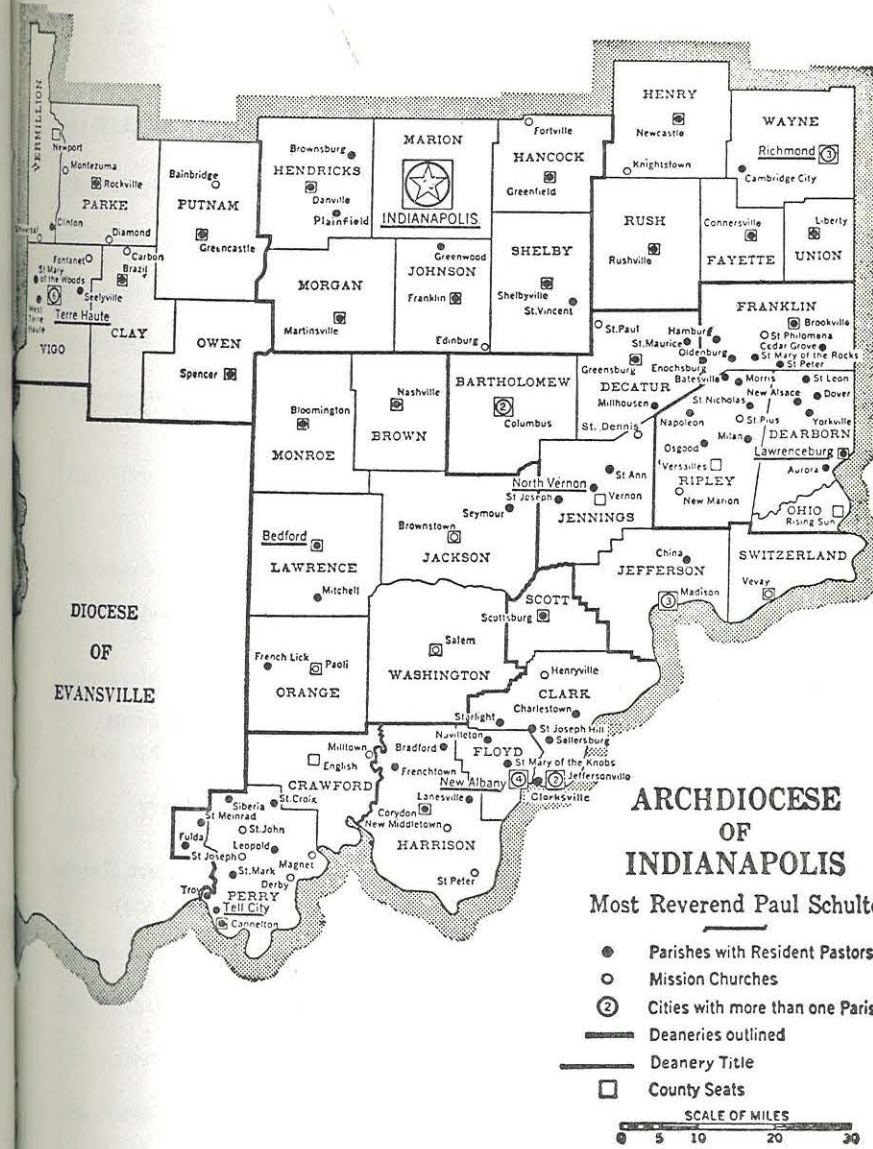 HENRY
Newcastle
Knightstown
WAYNE
Richmond
3
Cambridge City
VERMILLION
Newport
Montezuma
Rockville
PARKE
Clinton
Diamond
Bainbridge
PUTNAM
Greencastle
Brownsburg
HENDRICKS
Danville
Plainfield
MARION
INDIANAPOLIS
Fortville
HANCOCK
Greenfield
RUSH
Rushville
Connersville
FAYETTE
Liberty
UNION
Fontanet
Carbon
St Mary
of the Woods
Brazil
6
Seelyville
West
Terre
Haute
Terre Haute
CLAY
VIGO
OWEN
Spencer
MORGAN
Martinsville
Greenwood
JOHNSON
Franklin
Edinburg
SHELBY
Shelbyville
St. Vincent
St. Paul
Hamburg
St. Maurice
Oldenburg
Greensburg
Enochsburg
DECATUR
Batesville
Millhousen
St. Dennis
FRANKLIN
Brookville
St Philomena
Cedar Grove
St Mary of the Rocks
St Peter
Morris
St Leon
St. Nicholas
New Alsace
Dover
Napoleon
St. Pius
Yorkville
Milan
DEARBORN
Osgood
Lawrenceburg
Versailles
Aurora
RIPLEY
New Marion
OHIO
Rising Sun
BARTHOLOMEW
2
Columbus
Nashville
BROWN
Bloomington
MONROE
North Vernon
St Ann
St Joseph
Vernon
JENNINGS
Seymour
Brownstown
JACKSON
Bedford
LAWRENCE
Mitchell
China
JEFFERSON
3
Madison
SWITZERLAND
Vevay
SCOTT
Scottsburg
DIOCESE
OF
EVANSVILLE
French Lick
Paoli
ORANGE
Salem
WASHINGTON
Henryville
CLARK
Charlestown
Starlight
St Joseph Hill
Sellersburg
Navilleton
Bradford
FLOYD
St Mary of the Knobs
Frenchtown
New Albany
4
2
Jeffersonville
Clarksville
Lanesville
Corydon
New Middletown
HARRISON
St Peter
Milltown
English
CRAWFORD
Siberia
St. Croix
St Meinrad
St. John
Fulda
Leopold
St Joseph
Magnet
St. Mark
Derby
Troy
PERRY
Tell City
Cannelton
ARCHDIOCESE
OF
INDIANAPOLIS
Most Reverend Paul Schulte
Parishes with Resident Pastors
Mission Churches
2 Cities with more than one Paris
Deaneries outlined
Deanery Title
County Seats
SCALE OF MILES
0 5 10 20 30